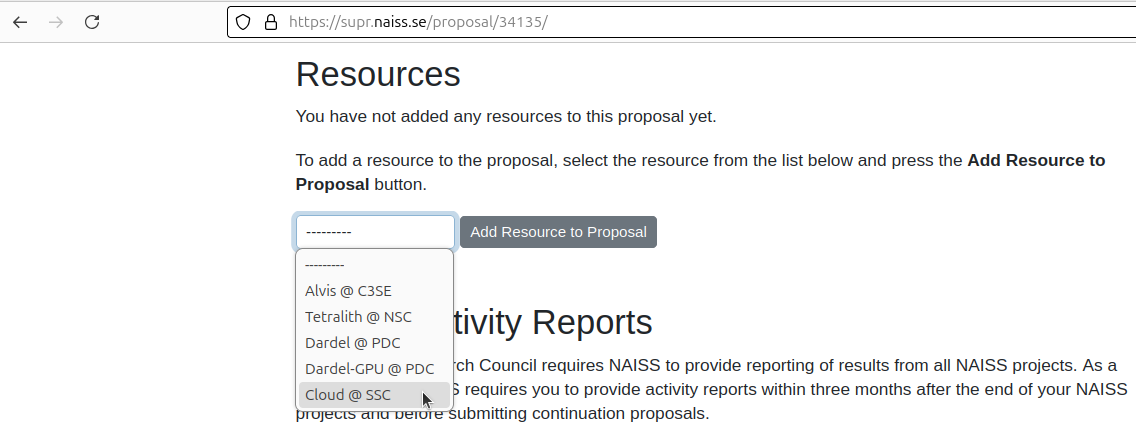 https://supr.naiss.se/proposal/34135/
Resources
You have not added any resources to this proposal yet.
To add a resource to the proposal, select the resource from the list below and press the Add Resource to
Proposal button.
--------- Add Resource to Proposal
---------
Alvis @ C3SE
Tetralith @ NSC
Dardel @ PDC
Dardel-GPU @ PDC
Cloud @ SSC
tivity Reports
rch Council requires NAISS to provide reporting of results from all NAISS projects. As a
S requires you to provide activity reports within three months after the end of your NAISS
projects and before submitting continuation proposals.